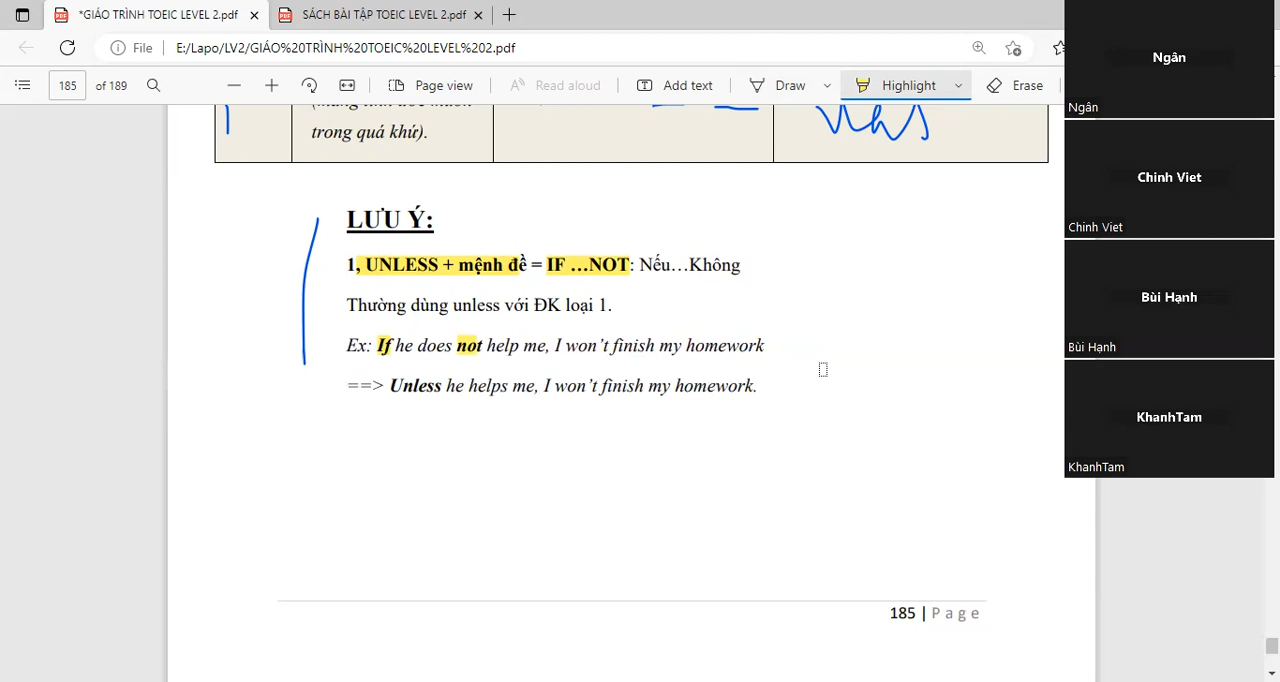 *GIÁO TRÌNH TOEIC LEVEL 2.pdf
SÁCH BÀI TẬP TOEIC LEVEL 2.pdf
File
E:/Lapo/LV2/GIÁO%20TRÌNH%20TOEIC%20LEVEL%202.pdf
185 of 189
Page view
Read aloud
Add text
Draw
Highlight
Erase
trong quá khứ).
LƯU Ý:
1, UNLESS + mệnh đề = IF …NOT: Nếu…Không
Thường dùng unless với ĐK loại 1.
Ex: If he does not help me, I won’t finish my homework
==> Unless he helps me, I won’t finish my homework.
185 | Page
Ngân
Ngân
Chinh Viet
Chinh Viet
Bùi Hạnh
Bùi Hạnh
KhanhTam
KhanhTam